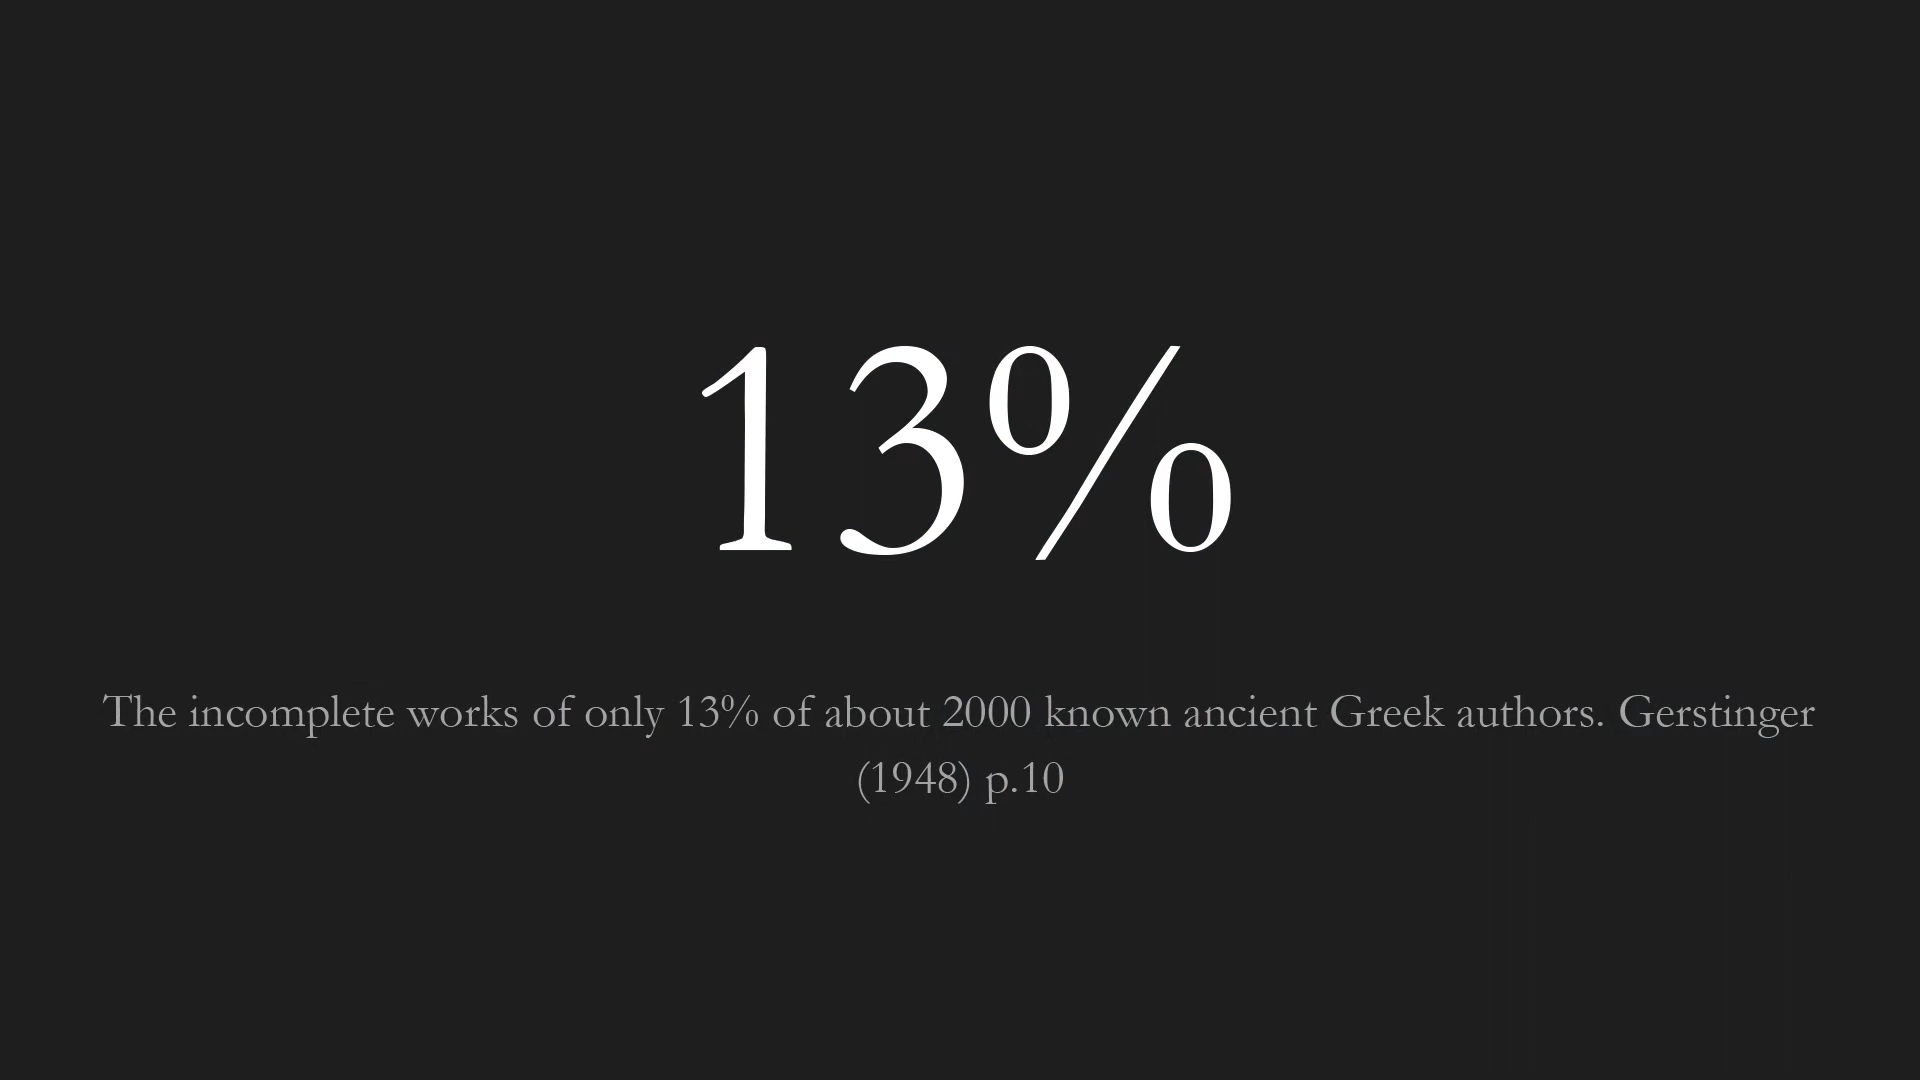 13%
The incomplete works of only 13% of about 2000 known ancient Greek authors. Gerstinger
(1948) p.10